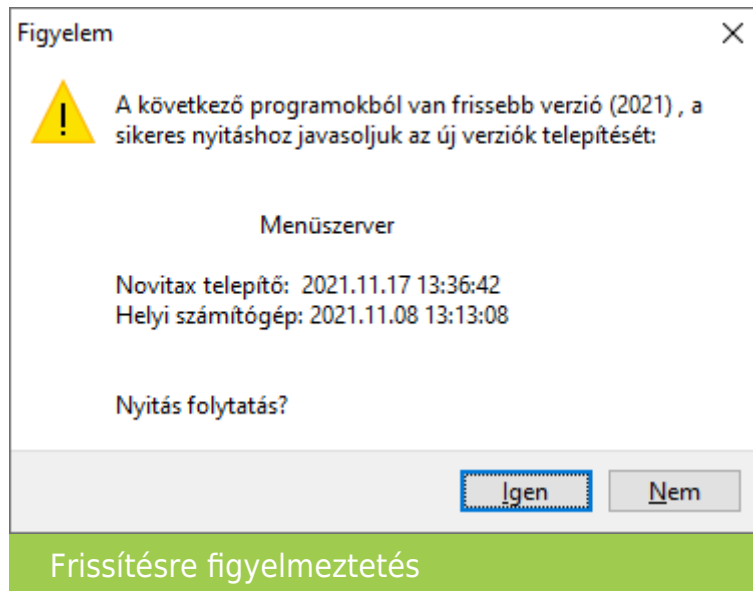 Figyelem
A következő programokból van frissebb verzió (2021) , a
sikeres nyitáshoz javasoljuk az új verziók telepítését:
Menüszerver
Novitax telepítő: 2021.11.17 13:36:42
Helyi számítógép: 2021.11.08 13:13:08
Nyitás folytatás?
Igen Nem
Frissítésre figyelmeztetés